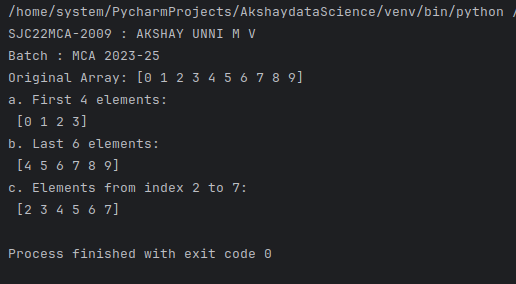 /home/system/PycharmProjects/AkshaydataScience/venv/bin/python /
SJC22MCA-2009 : AKSHAY UNNI M V
Batch : MCA 2023-25
Original Array: [0 1 2 3 4 5 6 7 8 9]
a. First 4 elements:
 [0 1 2 3]
b. Last 6 elements:
 [4 5 6 7 8 9]
c. Elements from index 2 to 7:
 [2 3 4 5 6 7]
Process finished with exit code 0